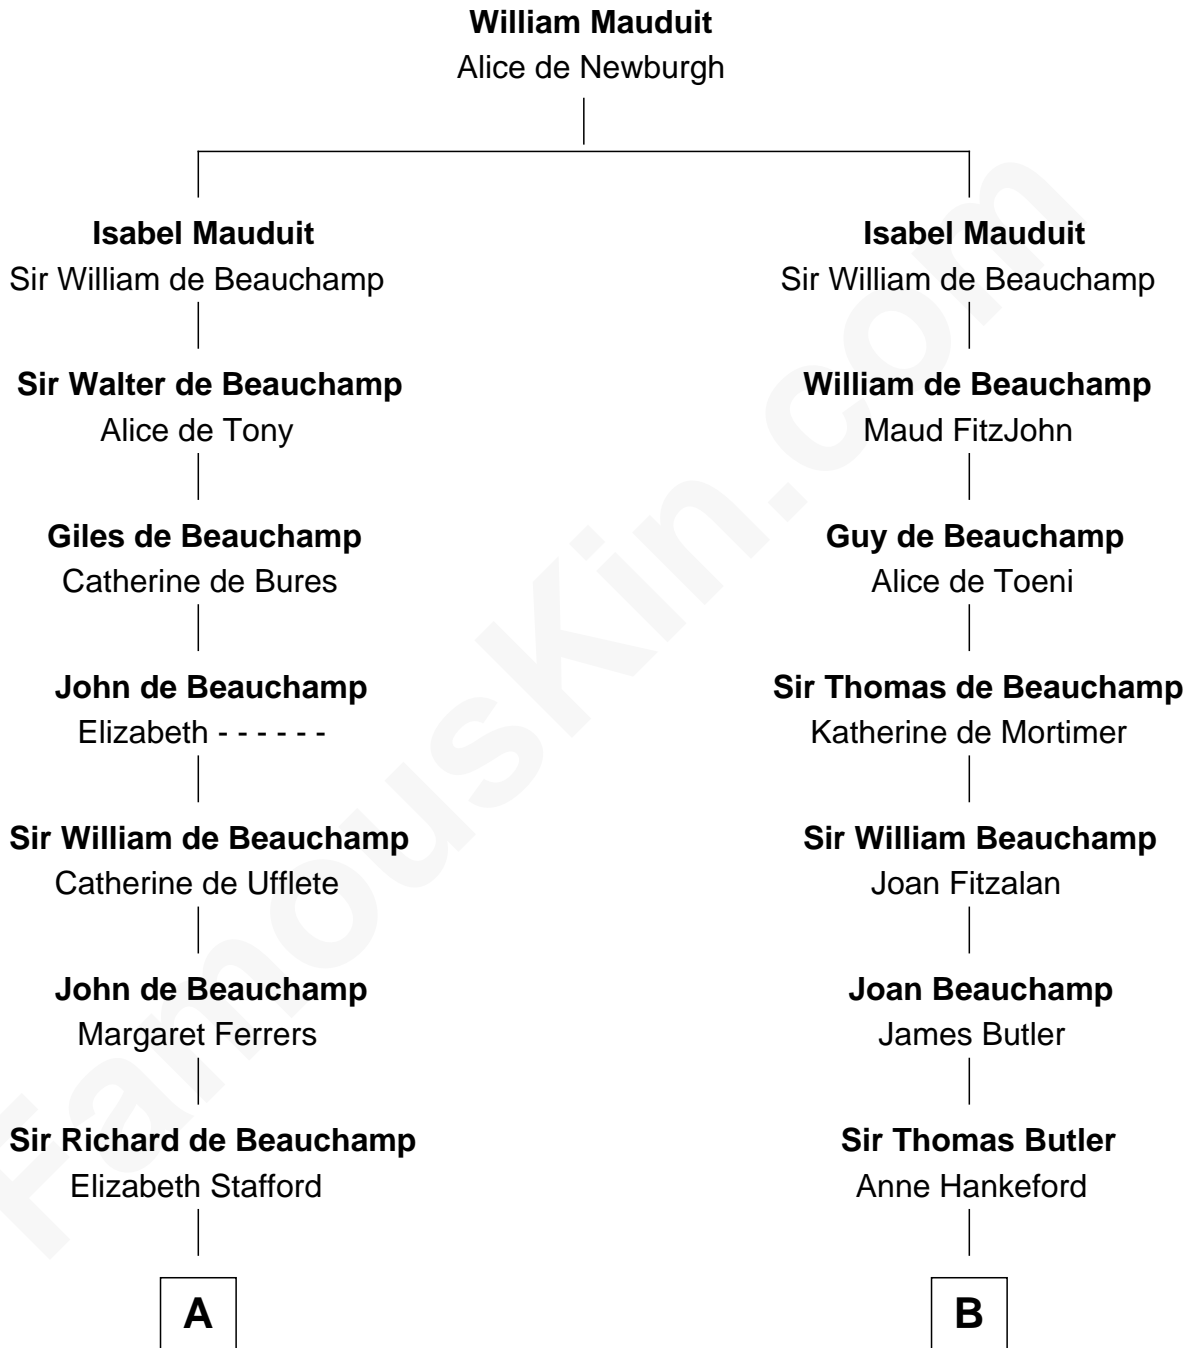 William Mauduit
Alice de Newburgh
Isabel Mauduit
Sir William de Beauchamp
Isabel Mauduit
Sir William de Beauchamp
Sir Walter de Beauchamp
Alice de Tony
William de Beauchamp
Maud FitzJohn
Giles de Beauchamp
Catherine de Bures
Guy de Beauchamp
Alice de Toeni
John de Beauchamp
Elizabeth - - - - - -
Sir Thomas de Beauchamp
Katherine de Mortimer
Sir William de Beauchamp
Catherine de Ufflete
Sir William Beauchamp
Joan Fitzalan
John de Beauchamp
Margaret Ferrers
Joan Beauchamp
James Butler
Sir Richard de Beauchamp
Elizabeth Stafford
Sir Thomas Butler
Anne Hankeford
A
B
FamousKin.com